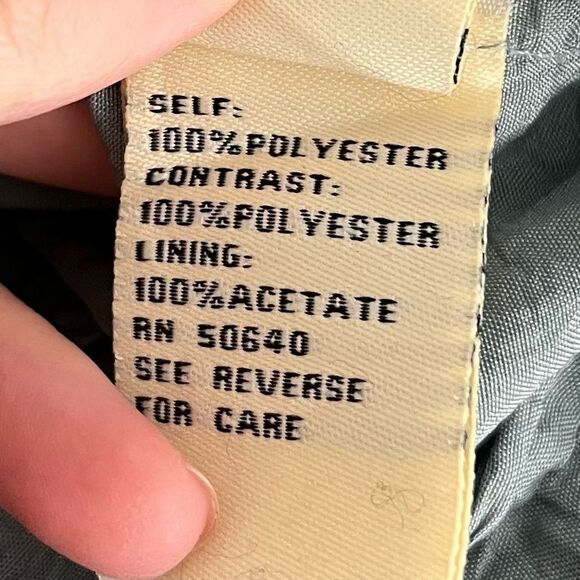 SELF:
100%POLYESTER
CONTRAST:
100%POLYESTER
LINING:
100%ACETATE
RN 50640
SEE REVERSE
FOR CARE